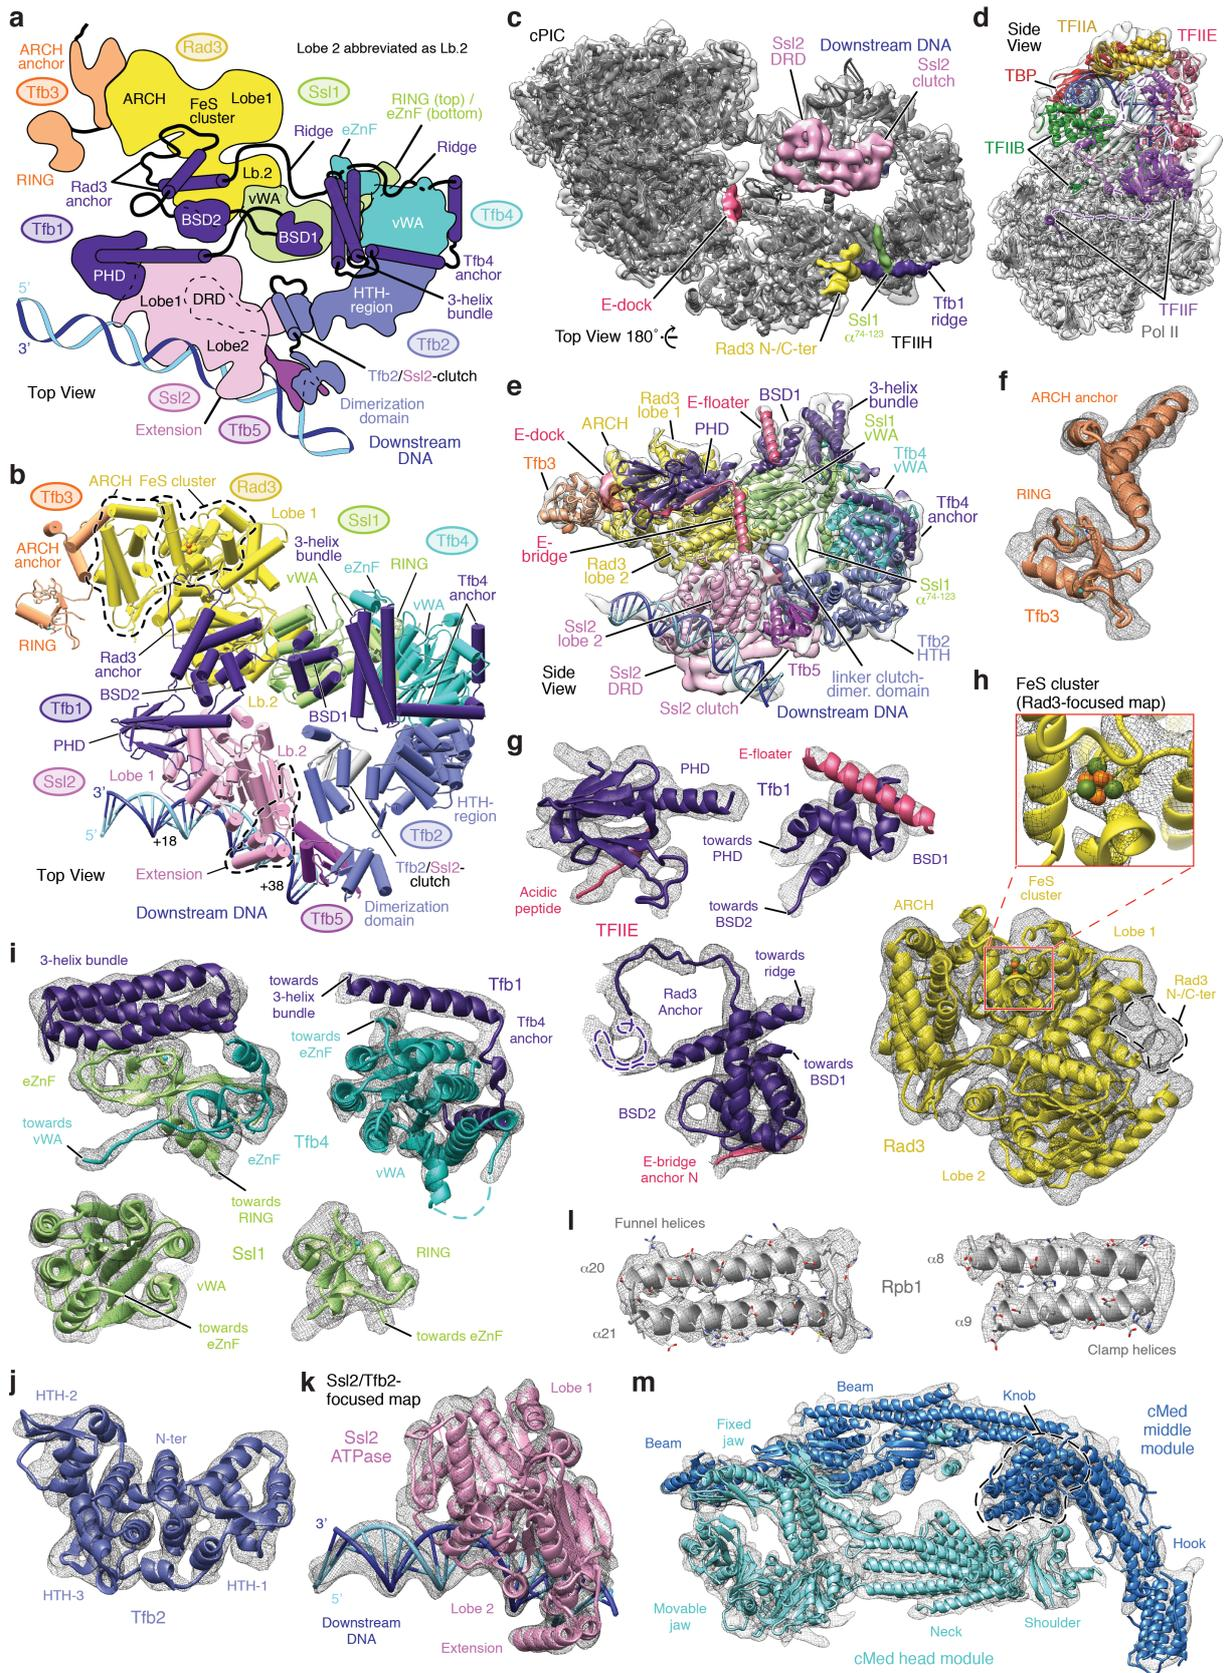 a
ARCH
anchor
Rad3
Lobe 2 abbreviated as Lb.2
Tfb3
ARCH
FeS
cluster
Lobe1
Ssl1
RING (top) /
eZnF (bottom)
Ridge
eZnF
Ridge
RING
Rad3
anchor
Lb.2
vWA
BSD2
BSD1
vWA
Tfb4
Tfb1
PHD
Tfb4
anchor
5'
Lobe1
DRD
HTH-
region
3-helix
bundle
3'
Lobe2
Tfb2
Top View
Tfb2/Ssl2-clutch
Ssl2
Dimerization
domain
Extension
Tfb5
Downstream
DNA
b
ARCH
FeS cluster
Rad3
Tfb3
Lobe 1
Ssl1
ARCH
anchor
3-helix
bundle
Tfb4
vWA
eZnF
RING
vWA
Tfb4
anchor
RING
Rad3
anchor
BSD2
Tfb1
Lb.2
BSD1
PHD
Lb.2
Ssl2
Lobe 1
3'
5'
+18
HTH-
region
Tfb2
Top View
Extension
Tfb2/Ssl2-
clutch
+38
Downstream DNA
Tfb5
Dimerization
domain
c
cPIC
Ssl2
DRD
Downstream DNA
Ssl2
clutch
E-dock
Tfb1
ridge
Ssl1
α74-123
Top View 180°
Rad3 N-/C-ter
TFIIH
d
Side
View
TFIIA
TFIIE
TBP
TFIIB
TFIIF
Pol II
e
Rad3
lobe 1
E-floater
BSD1
3-helix
bundle
ARCH
PHD
Ssl1
vWA
E-dock
Tfb4
vWA
Tfb3
Tfb4
anchor
E-
bridge
Rad3
lobe 2
Ssl1
α74-123
Ssl2
lobe 2
Tfb2
HTH
Side
View
Ssl2
DRD
Tfb5
linker clutch-
dimer. domain
Ssl2 clutch
Downstream DNA
f
ARCH anchor
RING
Tfb3
g
PHD
E-floater
Tfb1
towards
PHD
BSD1
Acidic
peptide
towards
BSD2
TFIIE
towards
ridge
Rad3
Anchor
towards
BSD1
BSD2
E-bridge
anchor N
h
FeS cluster
(Rad3-focused map)
FeS
cluster
ARCH
Lobe 1
Rad3
N-/C-ter
Rad3
Lobe 2
i
3-helix bundle
towards
3-helix
bundle
Tfb1
towards
eZnF
Tfb4
anchor
eZnF
towards
vWA
Tfb4
eZnF
vWA
towards
RING
Ssl1
RING
vWA
towards
eZnF
towards eZnF
l
Funnel helices
α20
α8
Rpb1
α21
α9
Clamp helices
j
HTH-2
N-ter
HTH-3
HTH-1
Tfb2
k
Ssl2/Tfb2-
focused map
Lobe 1
Ssl2
ATPase
3'
5'
Lobe 2
Downstream
DNA
Extension
m
Beam
Knob
cMed
middle
module
Fixed
jaw
Beam
Hook
Movable
jaw
Neck
Shoulder
cMed head module